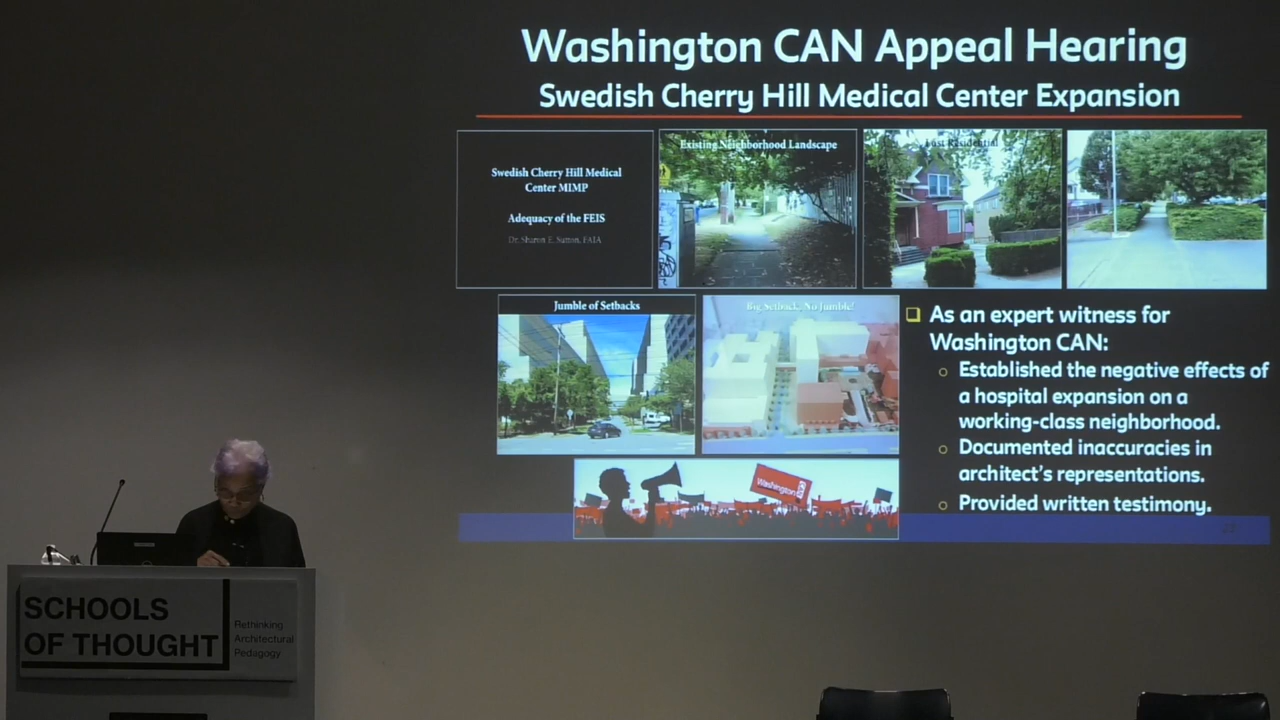 Washington CAN Appeal Hearing
Swedish Cherry Hill Medical Center Expansion
Swedish Cherry Hill Medical
Center MIMP
Adequacy of the FEIS
Dr. Sharon E. Sutton, FAIA
Existing Neighborhood Landscape
Lost Residential
Jumble of Setbacks
Big Setback, No Jumble!
❑ As an expert witness for
Washington CAN:
○ Established the negative effects of
a hospital expansion on a
working-class neighborhood.
○ Documented inaccuracies in
architect's representations.
○ Provided written testimony.
Washington
SCHOOLS
OF THOUGHT
Rethinking
Architectural
Pedagogy